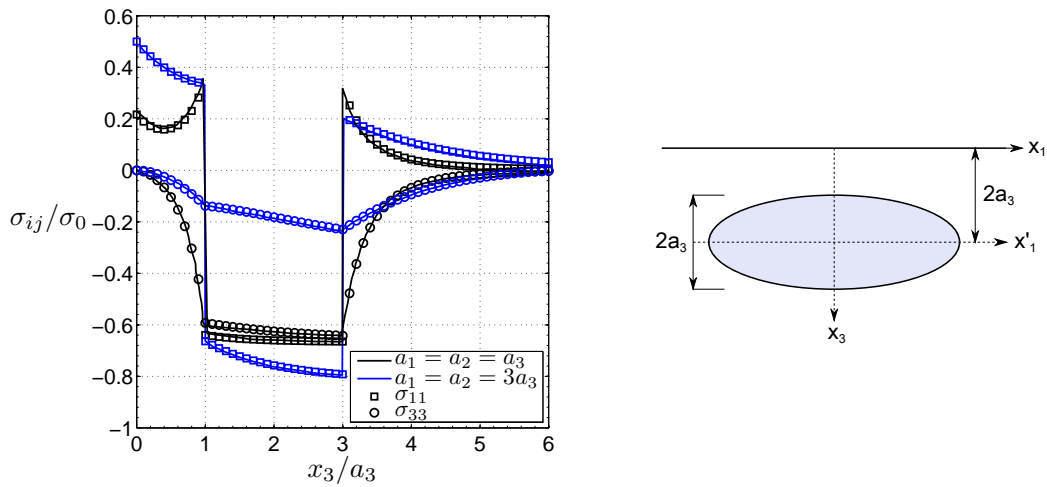 0.6
0.4
0.2
0
−0.2
−0.4
−0.6
−0.8
−1
σij/σ0
0 1 2 3 4 5 6
x3/a3
a1 = a2 = a3
a1 = a2 = 3a3
σ11
σ33
x1
2a3
2a3
x'1
x3